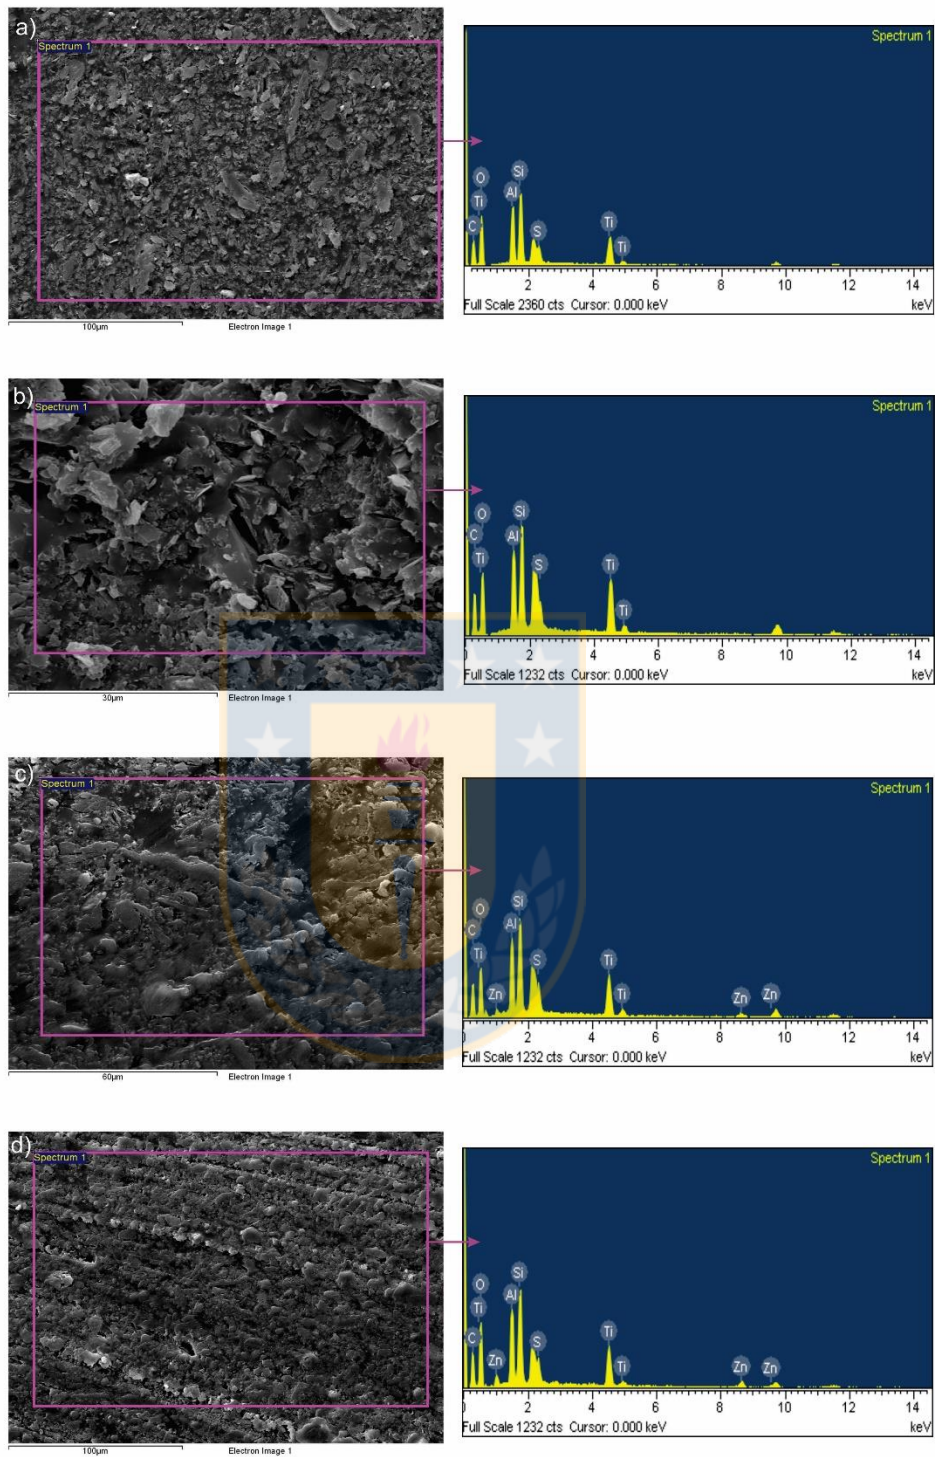 a)
Spectrum 1
100µm Electron Image 1
Spectrum 1
O
Si
Ti
Al
C
S
Ti
Ti
2 4 6 8 10 12 14
Full Scale 2360 cts Cursor: 0.000 keV keV
b)
Spectrum 1
30µm Electron Image 1
Spectrum 1
O
Si
C
Al
Ti
S
Ti
Ti
2 4 6 8 10 12 14
Full Scale 1232 cts Cursor: 0.000 keV keV
c)
Spectrum 1
60µm Electron Image 1
Spectrum 1
Si
O
Al
C
Ti
S
Ti
Zn
Ti
Zn
Zn
2 4 6 8 10 12 14
Full Scale 1232 cts Cursor: 0.000 keV keV
d)
Spectrum 1
100µm Electron Image 1
Spectrum 1
O
Si
Ti
Al
C
Zn
S
Ti
Ti
Zn
Zn
0 2 4 6 8 10 12 14
Full Scale 1232 cts Cursor: 0.000 keV keV